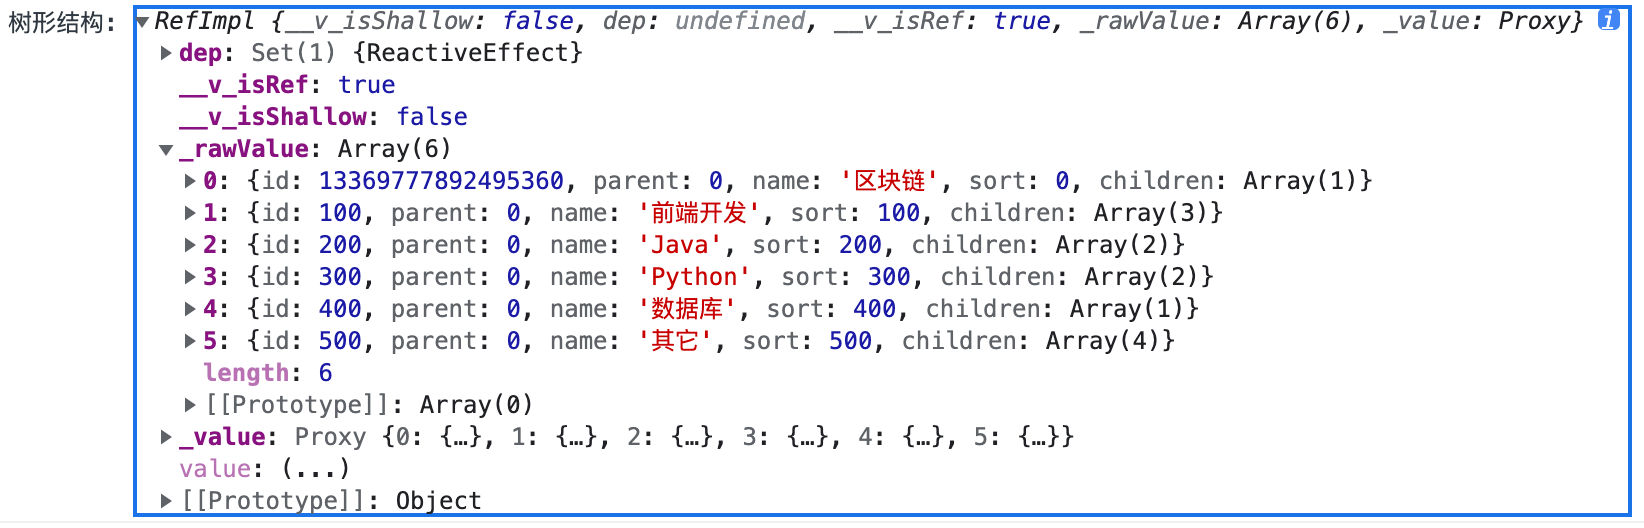 树形结构: ▼RefImpl {__v_isShallow: false, dep: undefined, __v_isRef: true, _rawValue: Array(6), _value: Proxy} i
▶dep: Set(1) {ReactiveEffect}
__v_isRef: true
__v_isShallow: false
▼_rawValue: Array(6)
▶0: {id: 13369777892495360, parent: 0, name: '区块链', sort: 0, children: Array(1)}
▶1: {id: 100, parent: 0, name: '前端开发', sort: 100, children: Array(3)}
▶2: {id: 200, parent: 0, name: 'Java', sort: 200, children: Array(2)}
▶3: {id: 300, parent: 0, name: 'Python', sort: 300, children: Array(2)}
▶4: {id: 400, parent: 0, name: '数据库', sort: 400, children: Array(1)}
▶5: {id: 500, parent: 0, name: '其它', sort: 500, children: Array(4)}
length: 6
▶[[Prototype]]: Array(0)
▶_value: Proxy {0: {…}, 1: {…}, 2: {…}, 3: {…}, 4: {…}, 5: {…}}
value: (...)
▶[[Prototype]]: Object